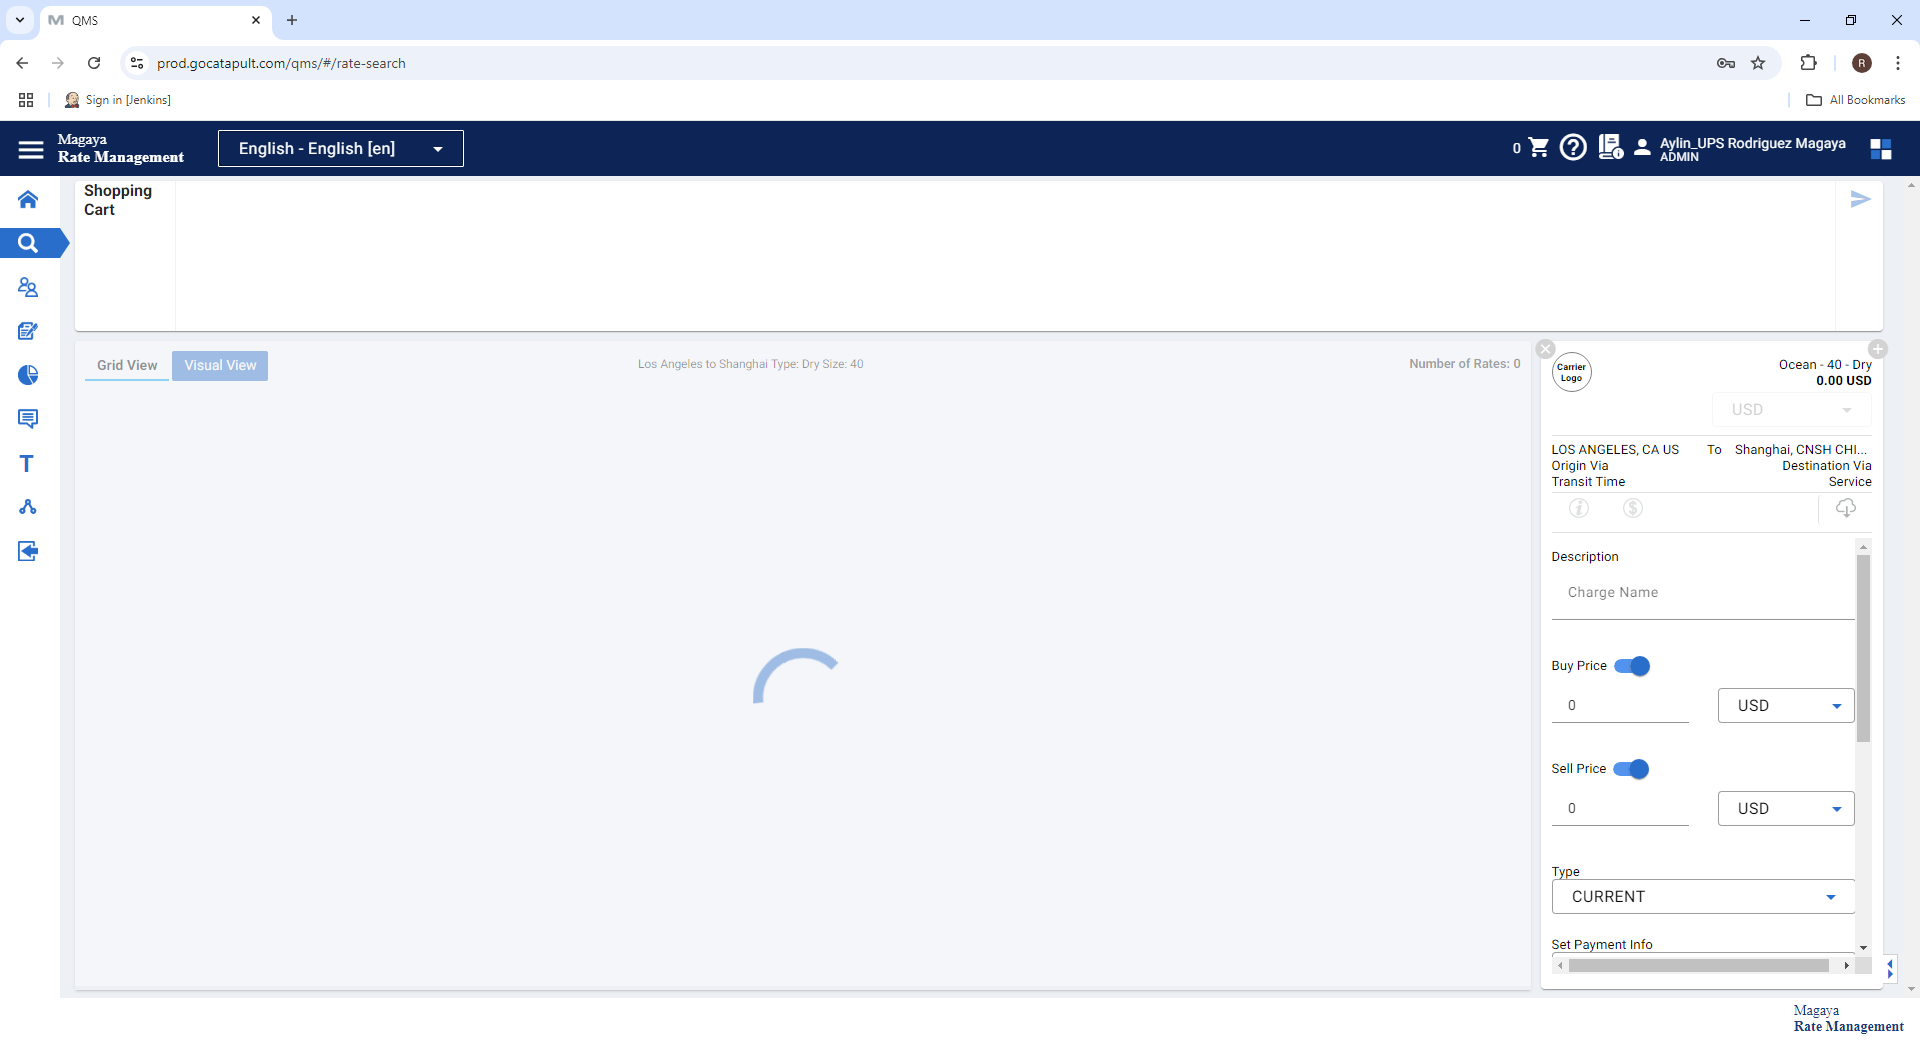 QMS
prod.gocatapult.com/qms/#/rate-search
R
Sign in [Jenkins]
All Bookmarks
Magaya
Rate Management
English - English [en]
0
Aylin_UPS Rodriguez Magaya
ADMIN
Shopping
Cart
Grid View
Visual View
Los Angeles to Shanghai Type: Dry Size: 40
Number of Rates: 0
Carrier
Logo
Ocean - 40 - Dry
0.00 USD
USD
LOS ANGELES, CA US To Shanghai, CNSH CHI...
Origin Via Destination Via
Transit Time Service
Description
Charge Name
Buy Price
0 USD
Sell Price
0 USD
Type
CURRENT
Set Payment Info
Magaya
Rate Management